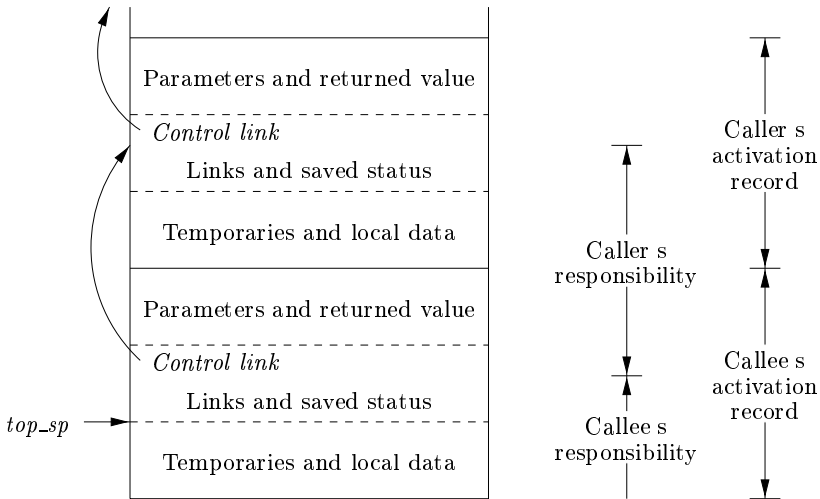 Parameters and returned value
Control link
Links and saved status
Temporaries and local data
Parameters and returned value
Control link
Links and saved status
top_sp
Temporaries and local data
Caller s
responsibility
Callee s
responsibility
Caller s
activation
record
Callee s
activation
record